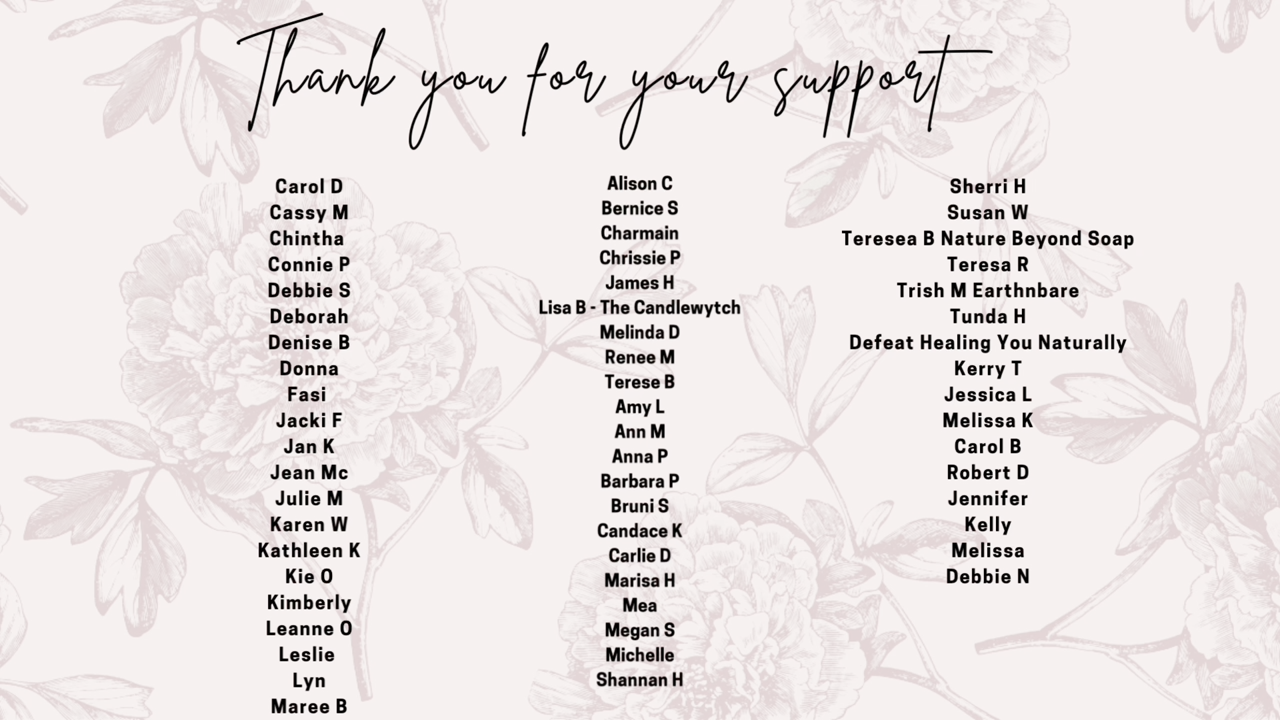 Thank you for your support
Carol D
Cassy M
Chintha
Connie P
Debbie S
Deborah
Denise B
Donna
Fasi
Jacki F
Jan K
Jean Mc
Julie M
Karen W
Kathleen K
Kie O
Kimberly
Leanne O
Leslie
Lyn
Maree B
Alison C
Bernice S
Charmain
Chrissie P
James H
Lisa B - The Candlewytch
Melinda D
Renee M
Terese B
Amy L
Ann M
Anna P
Barbara P
Bruni S
Candace K
Carlie D
Marisa H
Mea
Megan S
Michelle
Shannan H
Sherri H
Susan W
Teresea B Nature Beyond Soap
Teresa R
Trish M Earthnbare
Tunda H
Defeat Healing You Naturally
Kerry T
Jessica L
Melissa K
Carol B
Robert D
Jennifer
Kelly
Melissa
Debbie N